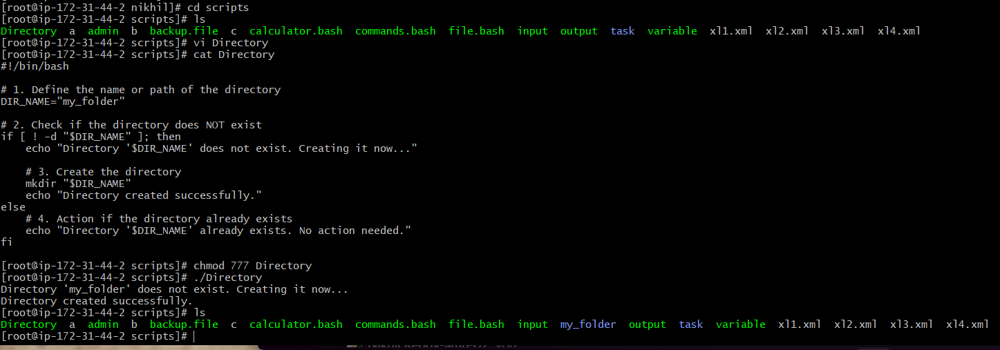 [root@ip-172-31-44-2 nikhil]# cd scripts
[root@ip-172-31-44-2 scripts]# ls
Directory  a  admin  b  backup.file  c  calculator.bash  commands.bash  file.bash  input  output  task  variable  xl1.xml  xl2.xml  xl3.xml  xl4.xml
[root@ip-172-31-44-2 scripts]# vi Directory
[root@ip-172-31-44-2 scripts]# cat Directory
#!/bin/bash

# 1. Define the name or path of the directory
DIR_NAME="my_folder"

# 2. Check if the directory does NOT exist
if [ ! -d "$DIR_NAME" ]; then
    echo "Directory '$DIR_NAME' does not exist. Creating it now..."

    # 3. Create the directory
    mkdir "$DIR_NAME"
    echo "Directory created successfully."
else
    # 4. Action if the directory already exists
    echo "Directory '$DIR_NAME' already exists. No action needed."
fi

[root@ip-172-31-44-2 scripts]# chmod 777 Directory
[root@ip-172-31-44-2 scripts]# ./Directory
Directory 'my_folder' does not exist. Creating it now...
Directory created successfully.
[root@ip-172-31-44-2 scripts]# ls
Directory  a  admin  b  backup.file  c  calculator.bash  commands.bash  file.bash  input  my_folder  output  task  variable  xl1.xml  xl2.xml  xl3.xml  xl4.xml
[root@ip-172-31-44-2 scripts]#